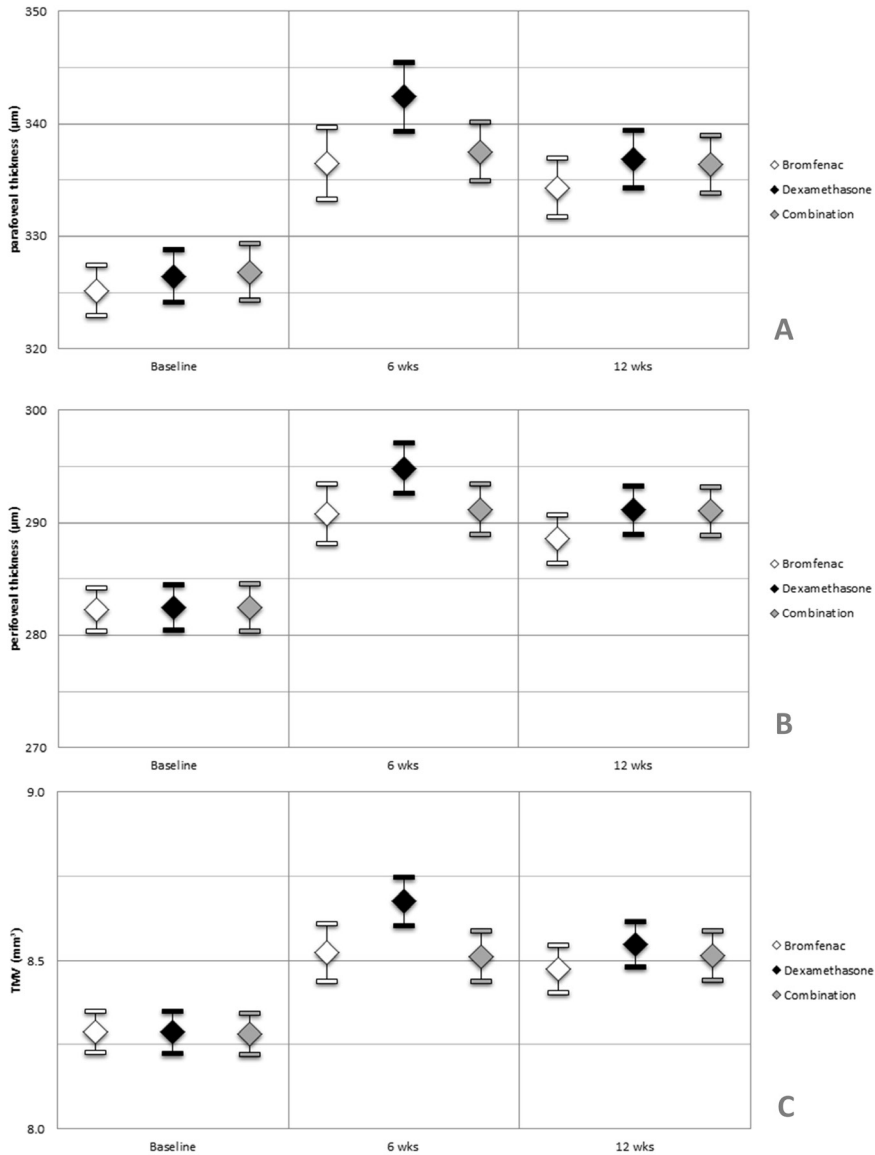 350
340
330
320
parafoveal thickness (µm)
Baseline
6 wks
12 wks
Bromfenac
Dexamethasone
Combination
A
300
290
280
270
perifoveal thickness (µm)
Baseline
6 wks
12 wks
Bromfenac
Dexamethasone
Combination
B
9.0
8.5
8.0
TMV (mm³)
Baseline
6 wks
12 wks
Bromfenac
Dexamethasone
Combination
C